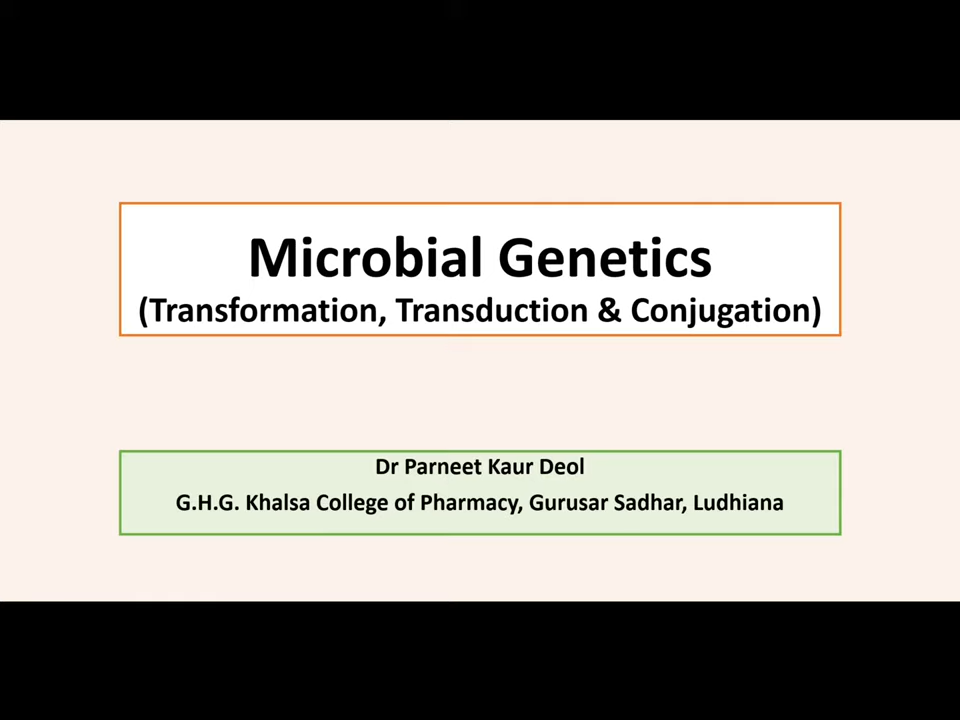 Microbial Genetics
(Transformation, Transduction & Conjugation)
Dr Parneet Kaur Deol
G.H.G. Khalsa College of Pharmacy, Gurusar Sadhar, Ludhiana